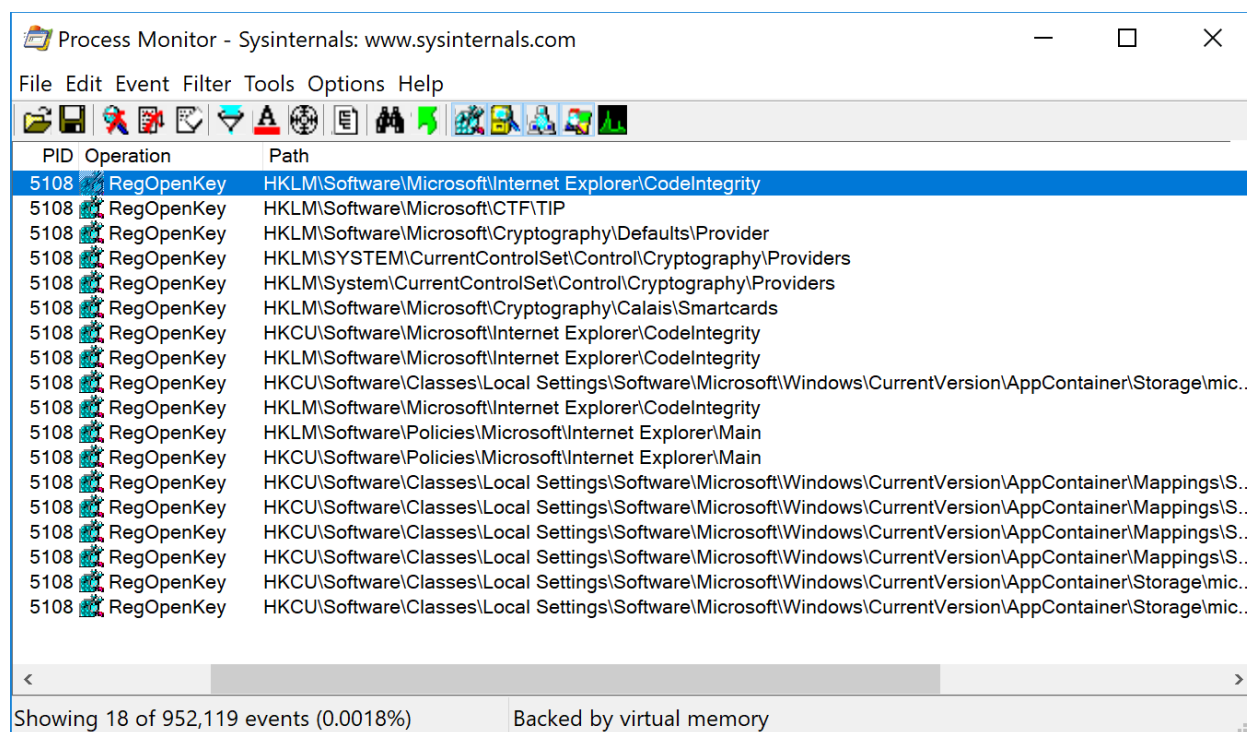 Process Monitor - Sysinternals: www.sysinternals.com
File Edit Event Filter Tools Options Help
PID Operation Path
5108 RegOpenKey HKLM\Software\Microsoft\Internet Explorer\CodeIntegrity
5108 RegOpenKey HKLM\Software\Microsoft\CTF\TIP
5108 RegOpenKey HKLM\Software\Microsoft\Cryptography\Defaults\Provider
5108 RegOpenKey HKLM\SYSTEM\CurrentControlSet\Control\Cryptography\Providers
5108 RegOpenKey HKLM\System\CurrentControlSet\Control\Cryptography\Providers
5108 RegOpenKey HKLM\Software\Microsoft\Cryptography\Calais\Smartcards
5108 RegOpenKey HKCU\Software\Microsoft\Internet Explorer\CodeIntegrity
5108 RegOpenKey HKLM\Software\Microsoft\Internet Explorer\CodeIntegrity
5108 RegOpenKey HKCU\Software\Classes\Local Settings\Software\Microsoft\Windows\CurrentVersion\AppContainer\Storage\mic...
5108 RegOpenKey HKLM\Software\Microsoft\Internet Explorer\CodeIntegrity
5108 RegOpenKey HKLM\Software\Policies\Microsoft\Internet Explorer\Main
5108 RegOpenKey HKCU\Software\Policies\Microsoft\Internet Explorer\Main
5108 RegOpenKey HKCU\Software\Classes\Local Settings\Software\Microsoft\Windows\CurrentVersion\AppContainer\Mappings\S...
5108 RegOpenKey HKCU\Software\Classes\Local Settings\Software\Microsoft\Windows\CurrentVersion\AppContainer\Mappings\S...
5108 RegOpenKey HKCU\Software\Classes\Local Settings\Software\Microsoft\Windows\CurrentVersion\AppContainer\Mappings\S...
5108 RegOpenKey HKCU\Software\Classes\Local Settings\Software\Microsoft\Windows\CurrentVersion\AppContainer\Mappings\S...
5108 RegOpenKey HKCU\Software\Classes\Local Settings\Software\Microsoft\Windows\CurrentVersion\AppContainer\Storage\mic...
5108 RegOpenKey HKCU\Software\Classes\Local Settings\Software\Microsoft\Windows\CurrentVersion\AppContainer\Storage\mic...
Showing 18 of 952,119 events (0.0018%) Backed by virtual memory